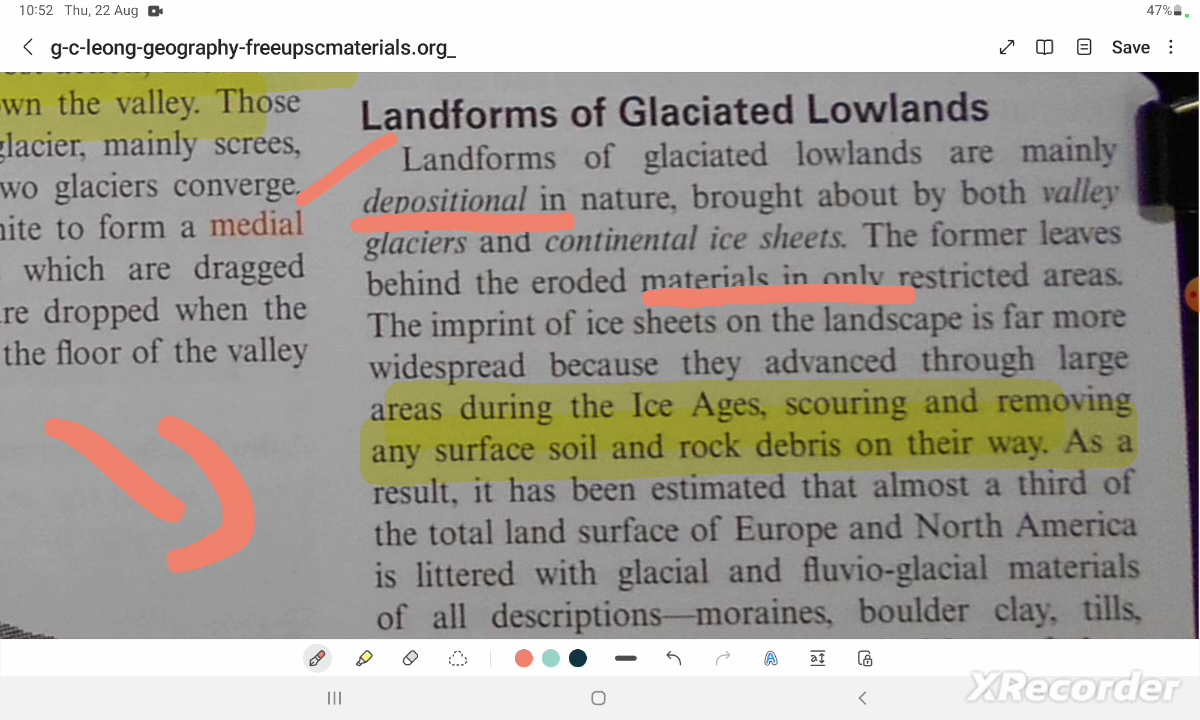 10:52 Thu, 22 Aug
47%
g-c-leong-geography-freeupscmaterials.org_
Save
own the valley. Those
glacier, mainly screes,
two glaciers converge.
unite to form a medial
which are dragged
are dropped when the
the floor of the valley
Landforms of Glaciated Lowlands
Landforms of glaciated lowlands are mainly
depositional in nature, brought about by both valley
glaciers and continental ice sheets. The former leaves
behind the eroded materials in only restricted areas.
The imprint of ice sheets on the landscape is far more
widespread because they advanced through large
areas during the Ice Ages, scouring and removing
any surface soil and rock debris on their way. As a
result, it has been estimated that almost a third of
the total land surface of Europe and North America
is littered with glacial and fluvio-glacial materials
of all descriptions—moraines, boulder clay, tills,
XRecorder